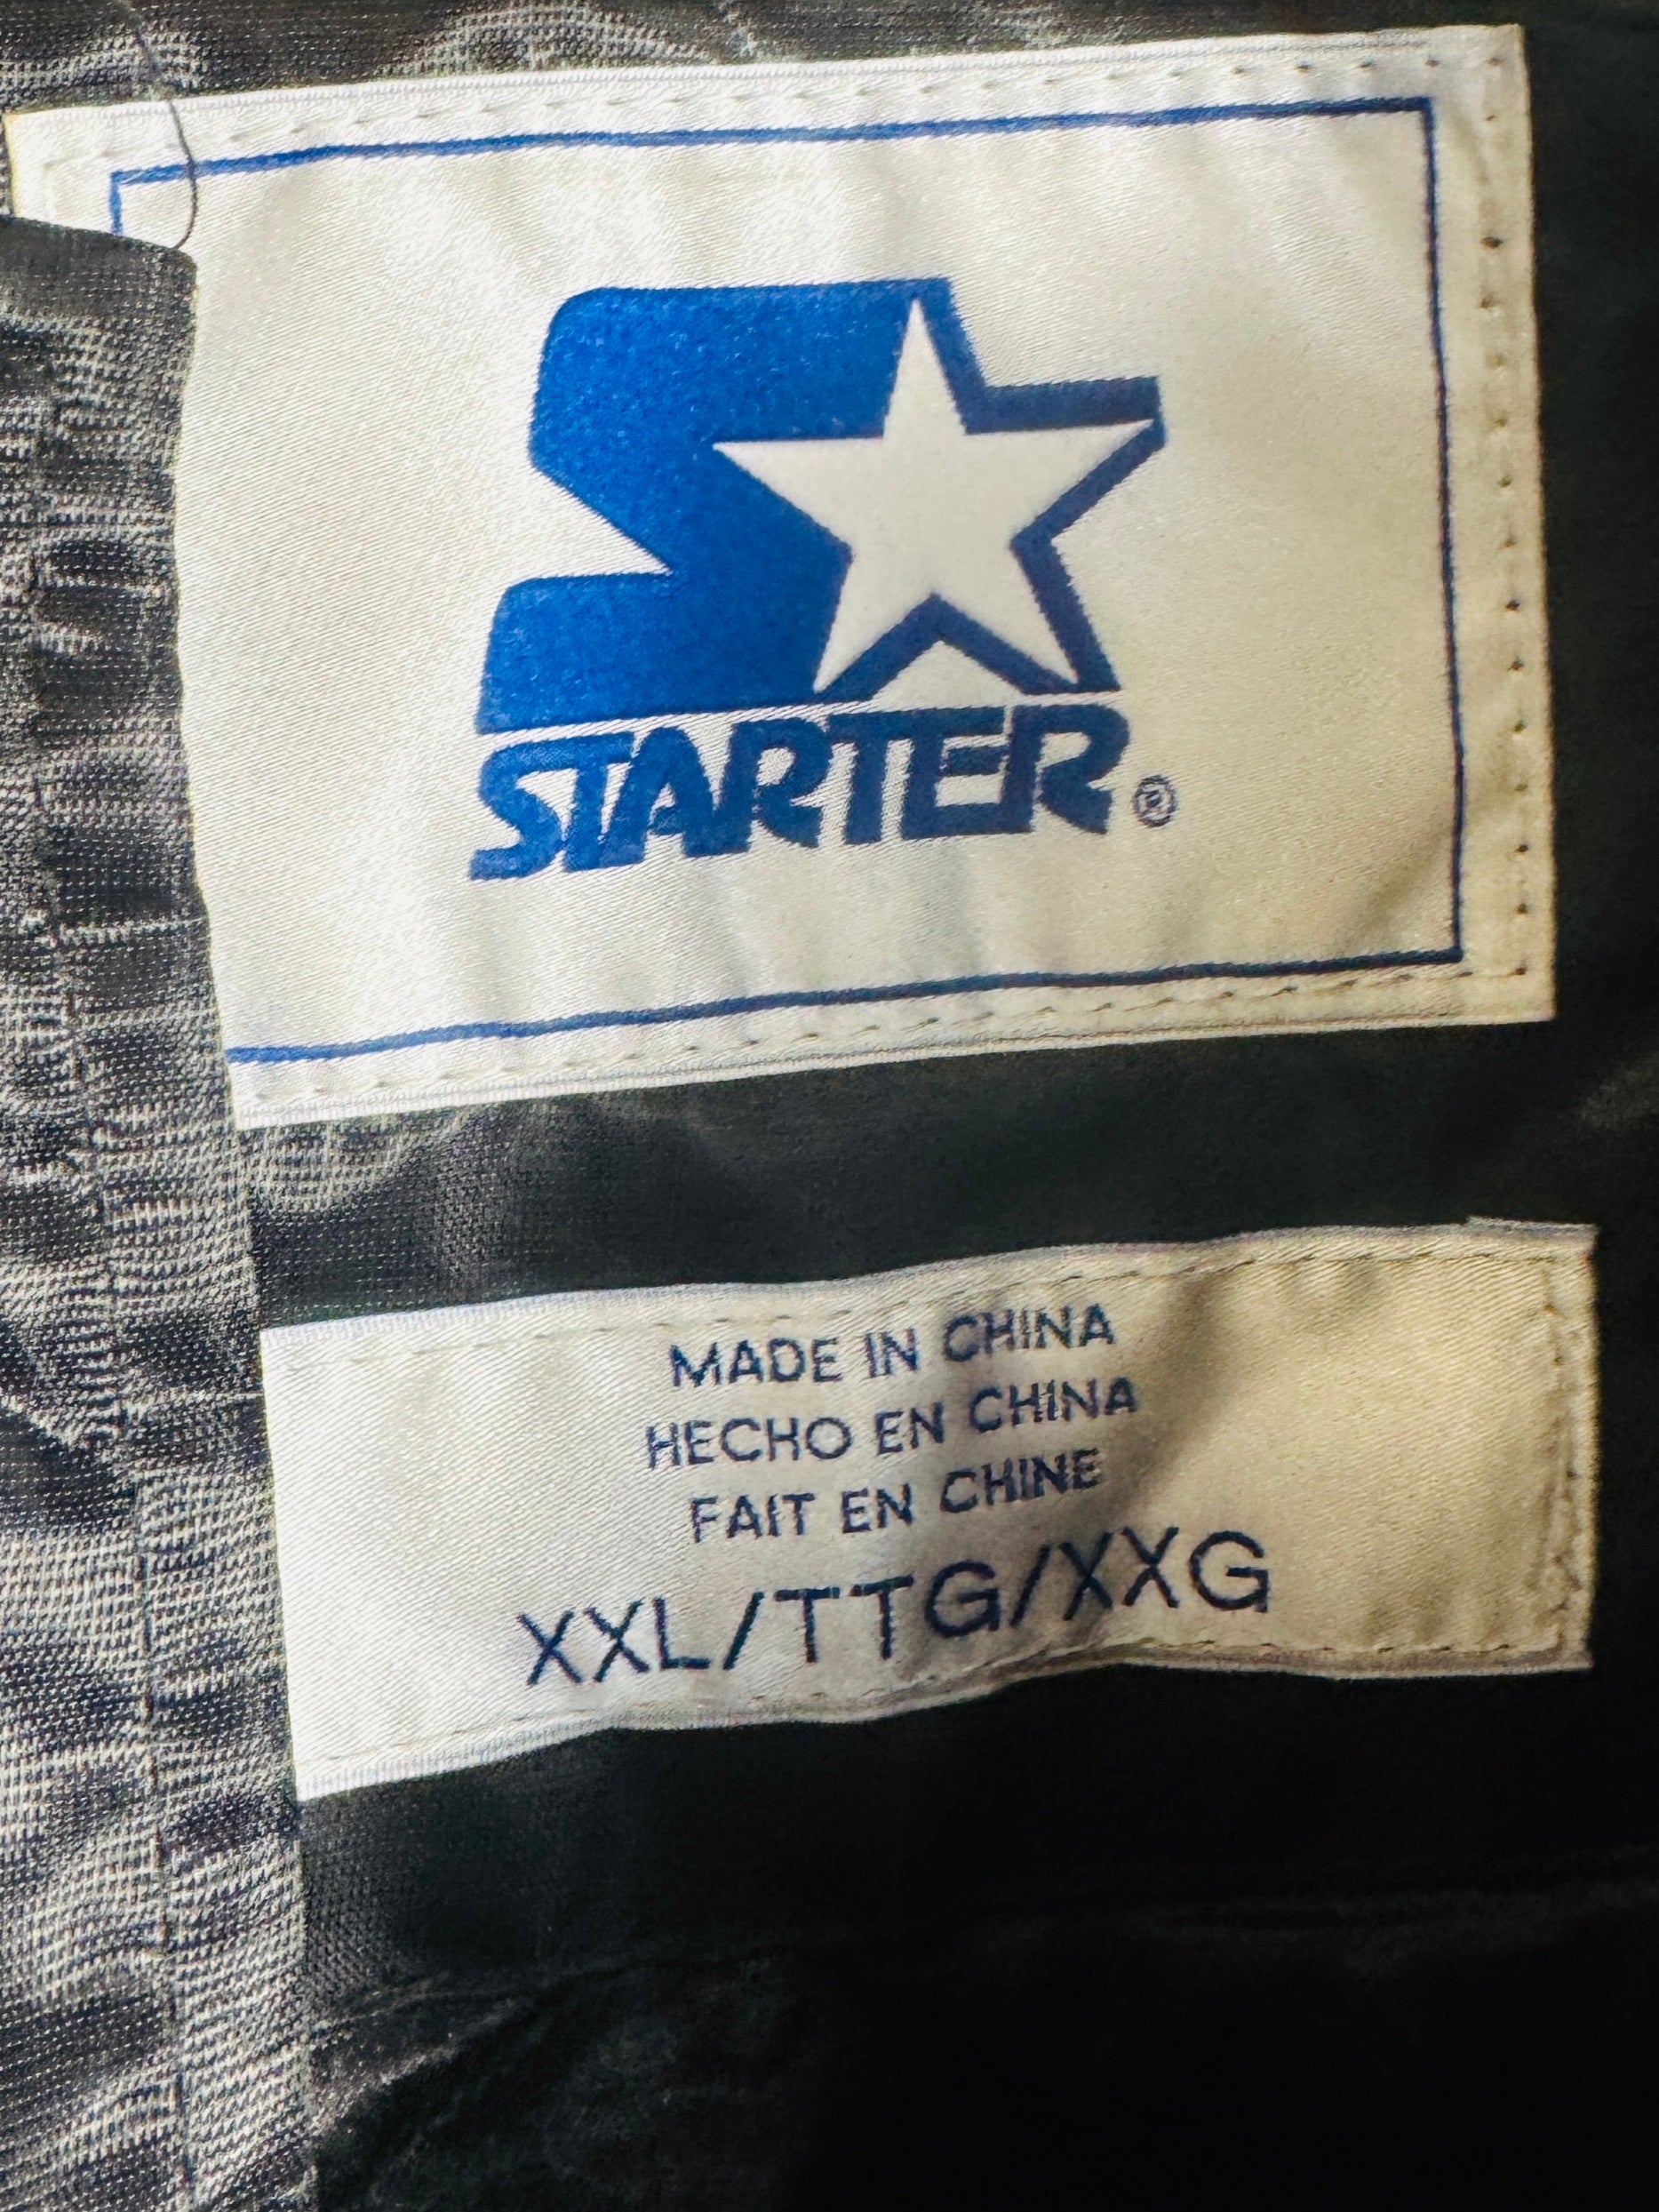 STARTER®
MADE IN CHINA
HECHO EN CHINA
FAIT EN CHINE
XXL/TTG/XXG